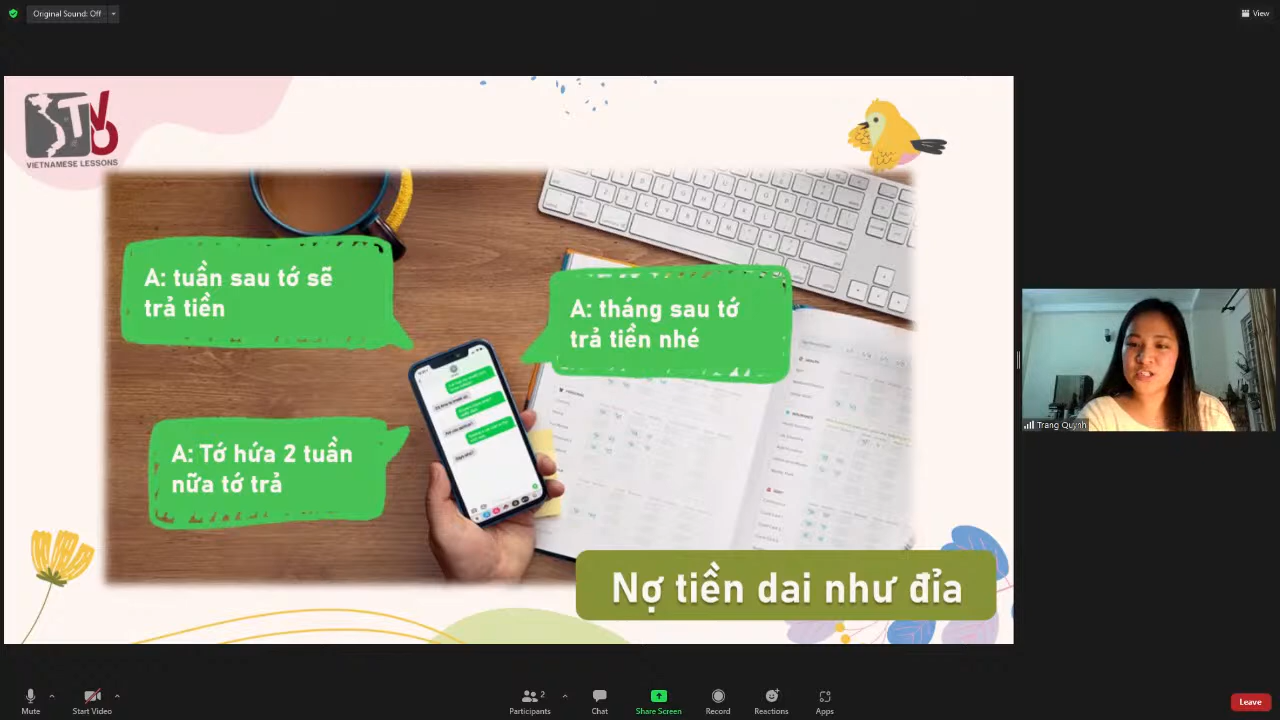 Original Sound: Off
View
VIETNAMESE LESSONS
A: tuần sau tớ sẽ
trả tiền
A: tháng sau tớ
trả tiền nhé
A: Tớ hứa 2 tuần
nữa tớ trả
Nợ tiền dai như đỉa
Trang Quynh
Mute
Start Video
Participants
2
Chat
Share Screen
Record
Reactions
Apps
Leave